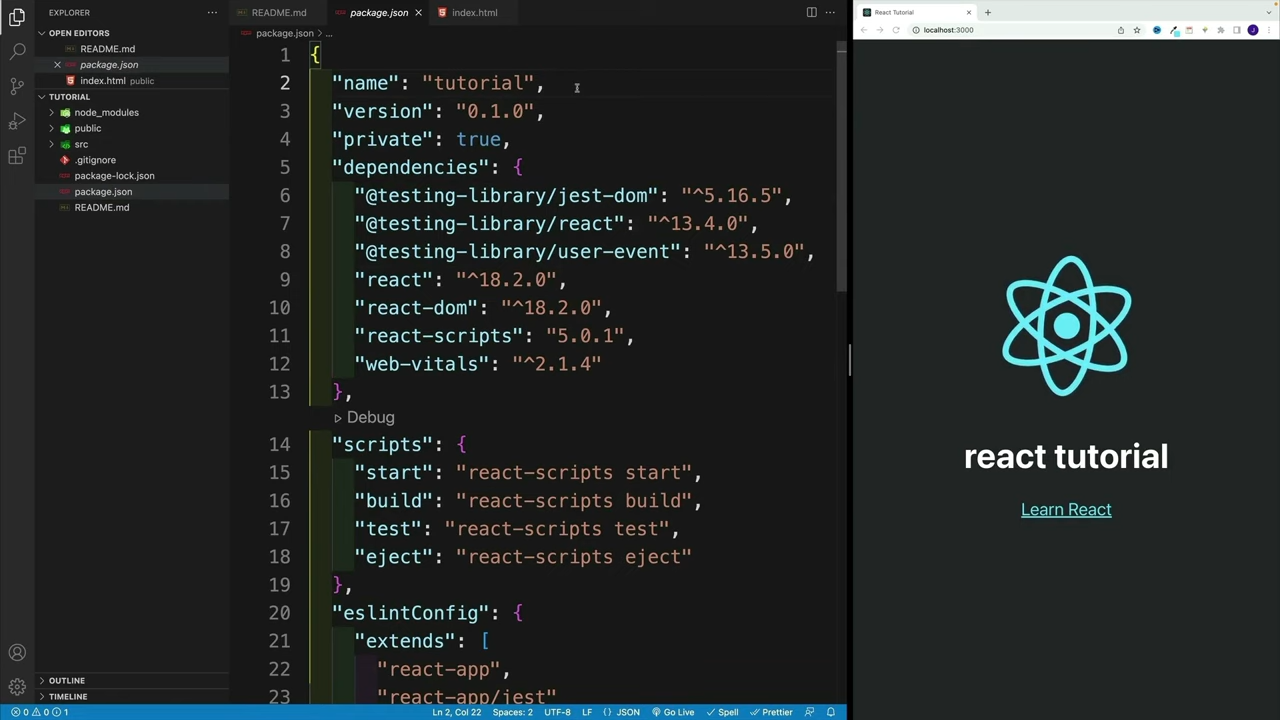 EXPLORER
OPEN EDITORS
README.md
package.json
index.html public
TUTORIAL
node_modules
public
src
.gitignore
package-lock.json
package.json
README.md
OUTLINE
TIMELINE
README.md
package.json
index.html
package.json
...
1 {
2 "name": "tutorial",
3 "version": "0.1.0",
4 "private": true,
5 "dependencies": {
6 "@testing-library/jest-dom": "^5.16.5",
7 "@testing-library/react": "^13.4.0",
8 "@testing-library/user-event": "^13.5.0",
9 "react": "^18.2.0",
10 "react-dom": "^18.2.0",
11 "react-scripts": "5.0.1",
12 "web-vitals": "^2.1.4"
13 },
Debug
14 "scripts": {
15 "start": "react-scripts start",
16 "build": "react-scripts build",
17 "test": "react-scripts test",
18 "eject": "react-scripts eject"
19 },
20 "eslintConfig": {
21 "extends": [
22 "react-app",
23 "react-app/jest"
0 0 1
Ln 2, Col 22
Spaces: 2
UTF-8
LF
{} JSON
Go Live
Spell
Prettier
React Tutorial
localhost:3000
J
react tutorial
Learn React